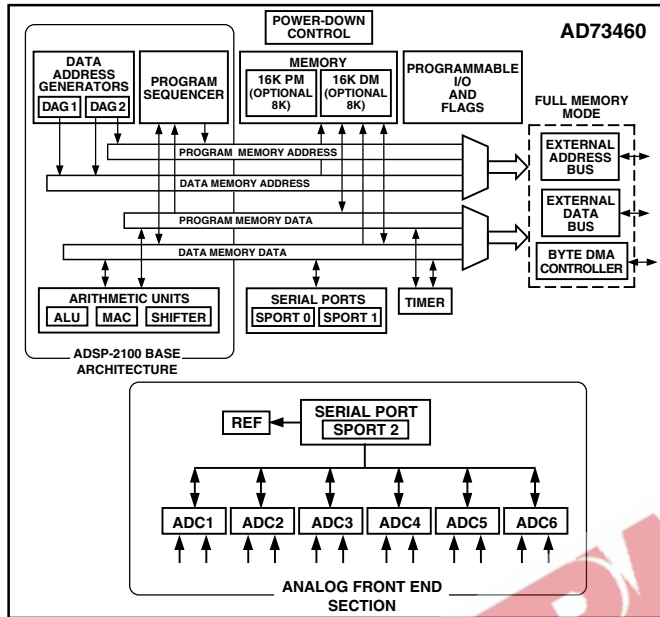 POWER-DOWN
CONTROL
AD73460
DATA
ADDRESS
GENERATORS
DAG 1
DAG 2
PROGRAM
SEQUENCER
MEMORY
16K PM
(OPTIONAL
8K)
16K DM
(OPTIONAL
8K)
PROGRAMMABLE
I/O
AND
FLAGS
FULL MEMORY
MODE
PROGRAM MEMORY ADDRESS
DATA MEMORY ADDRESS
PROGRAM MEMORY DATA
DATA MEMORY DATA
EXTERNAL
ADDRESS
BUS
EXTERNAL
DATA
BUS
BYTE DMA
CONTROLLER
ARITHMETIC UNITS
ALU
MAC
SHIFTER
SERIAL PORTS
SPORT 0
SPORT 1
TIMER
ADSP-2100 BASE
ARCHITECTURE
REF
SERIAL PORT
SPORT 2
ADC1
ADC2
ADC3
ADC4
ADC5
ADC6
ANALOG FRONT END
SECTION